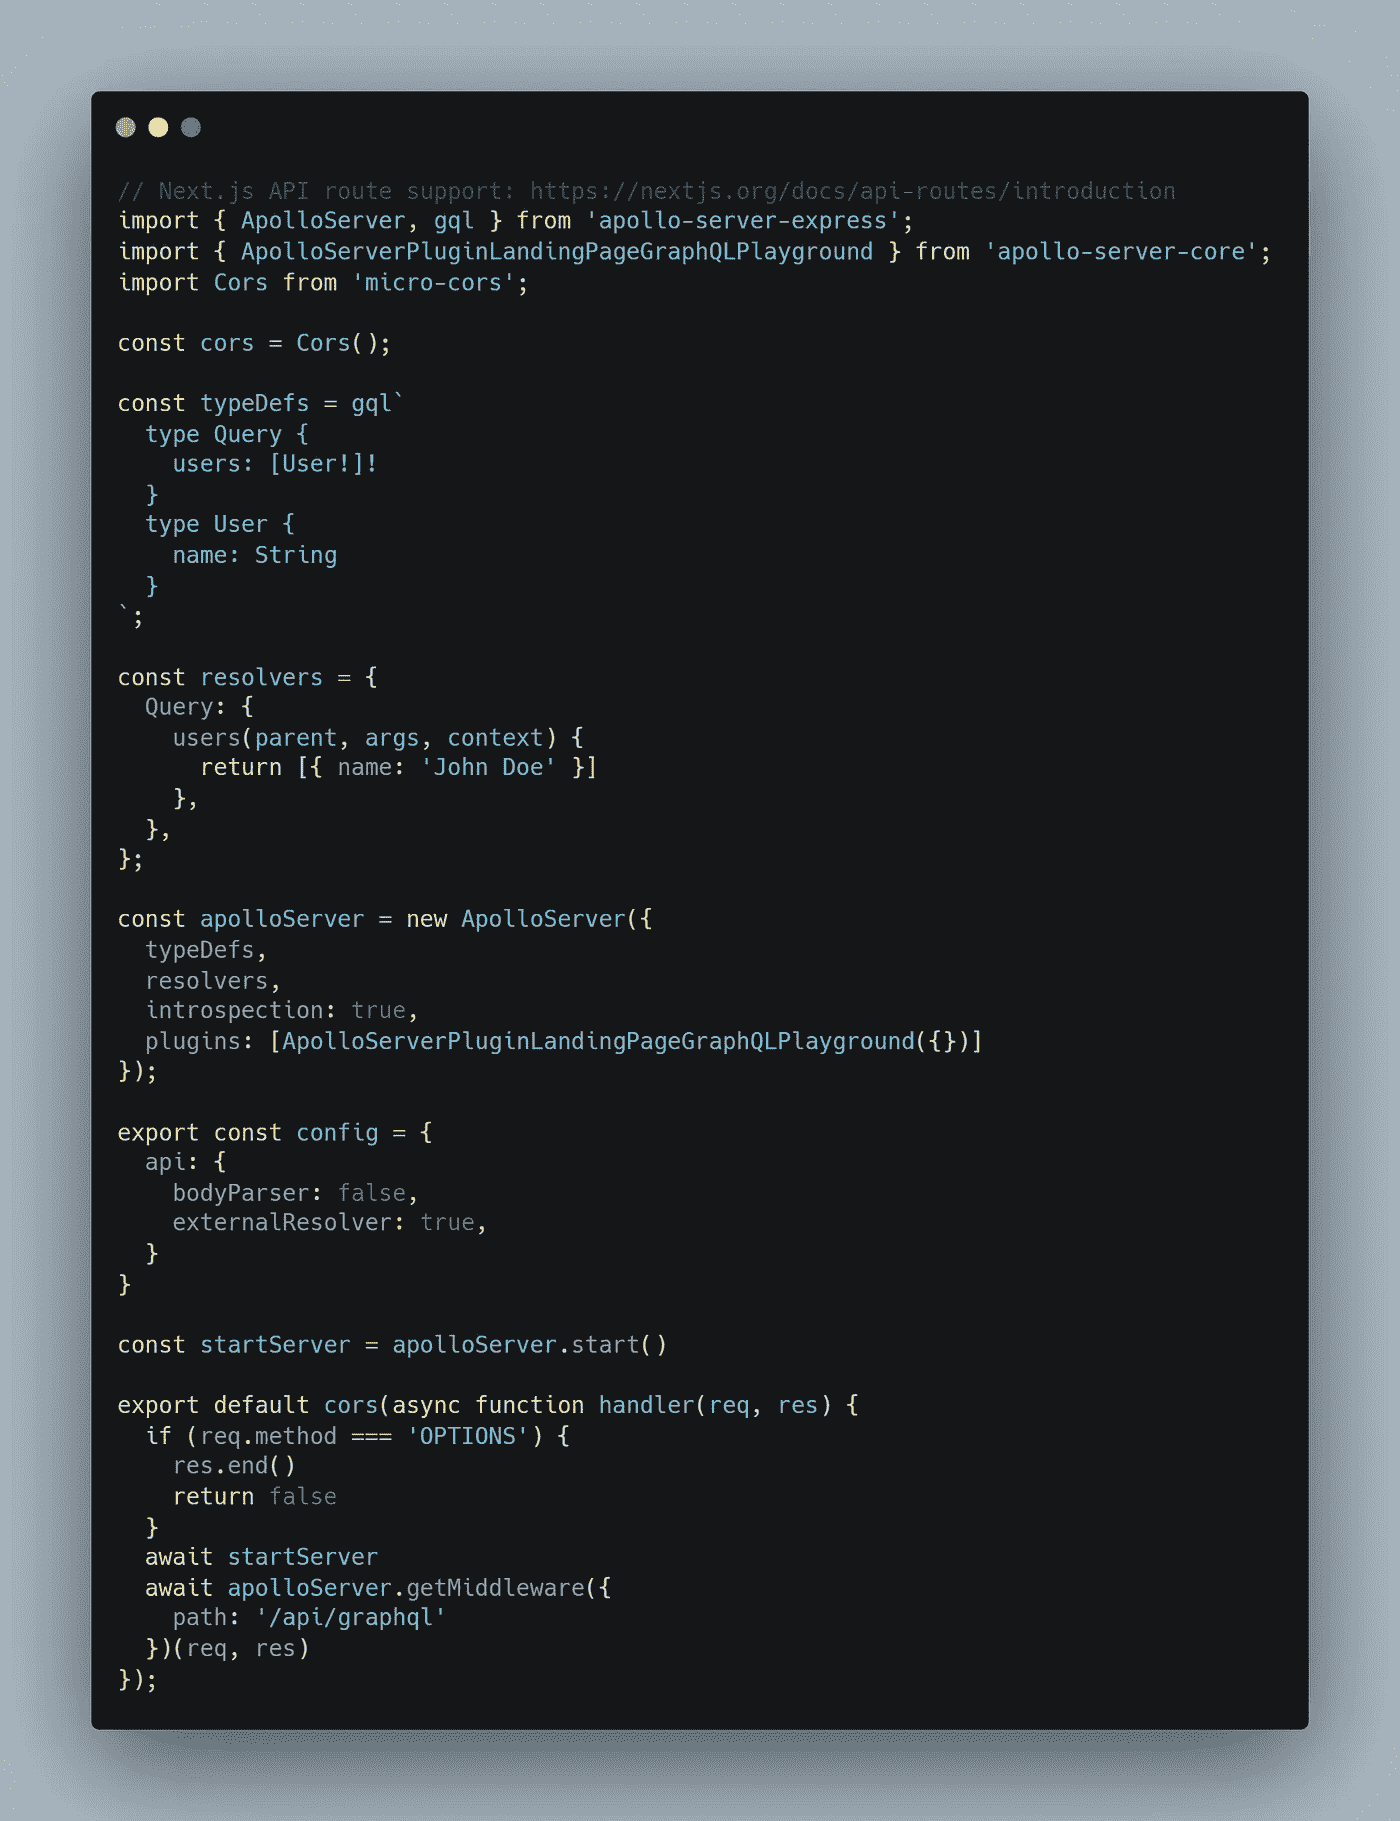 // Next.js API route support: https://nextjs.org/docs/api-routes/introduction
import { ApolloServer, gql } from 'apollo-server-express';
import { ApolloServerPluginLandingPageGraphQLPlayground } from 'apollo-server-core';
import Cors from 'micro-cors';

const cors = Cors();

const typeDefs = gql`
  type Query {
    users: [User!]!
  }
  type User {
    name: String
  }
`;

const resolvers = {
  Query: {
    users(parent, args, context) {
      return [{ name: 'John Doe' }]
    },
  },
};

const apolloServer = new ApolloServer({
  typeDefs,
  resolvers,
  introspection: true,
  plugins: [ApolloServerPluginLandingPageGraphQLPlayground({})]
});

export const config = {
  api: {
    bodyParser: false,
    externalResolver: true,
  }
}

const startServer = apolloServer.start()

export default cors(async function handler(req, res) {
  if (req.method === 'OPTIONS') {
    res.end()
    return false
  }
  await startServer
  await apolloServer.getMiddleware({
    path: '/api/graphql'
  })(req, res)
});